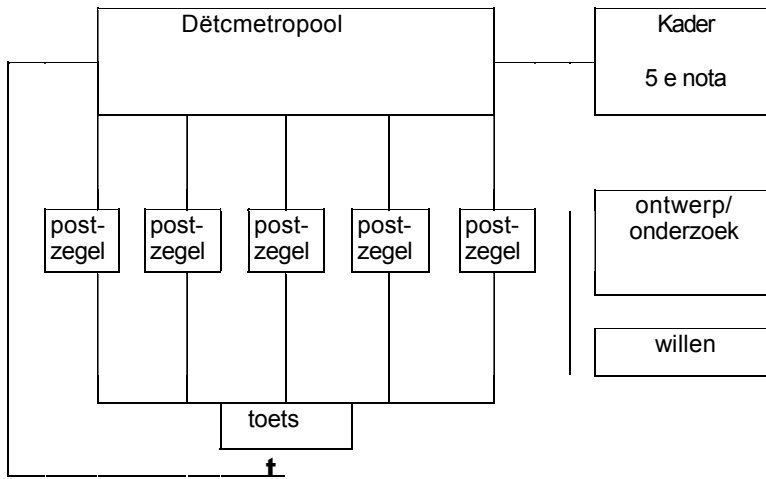 Dëtcmetropool
Kader
5 e nota
post-
zegel
post-
zegel
post-
zegel
post-
zegel
post-
zegel
ontwerp/
onderzoek
willen
toets
t